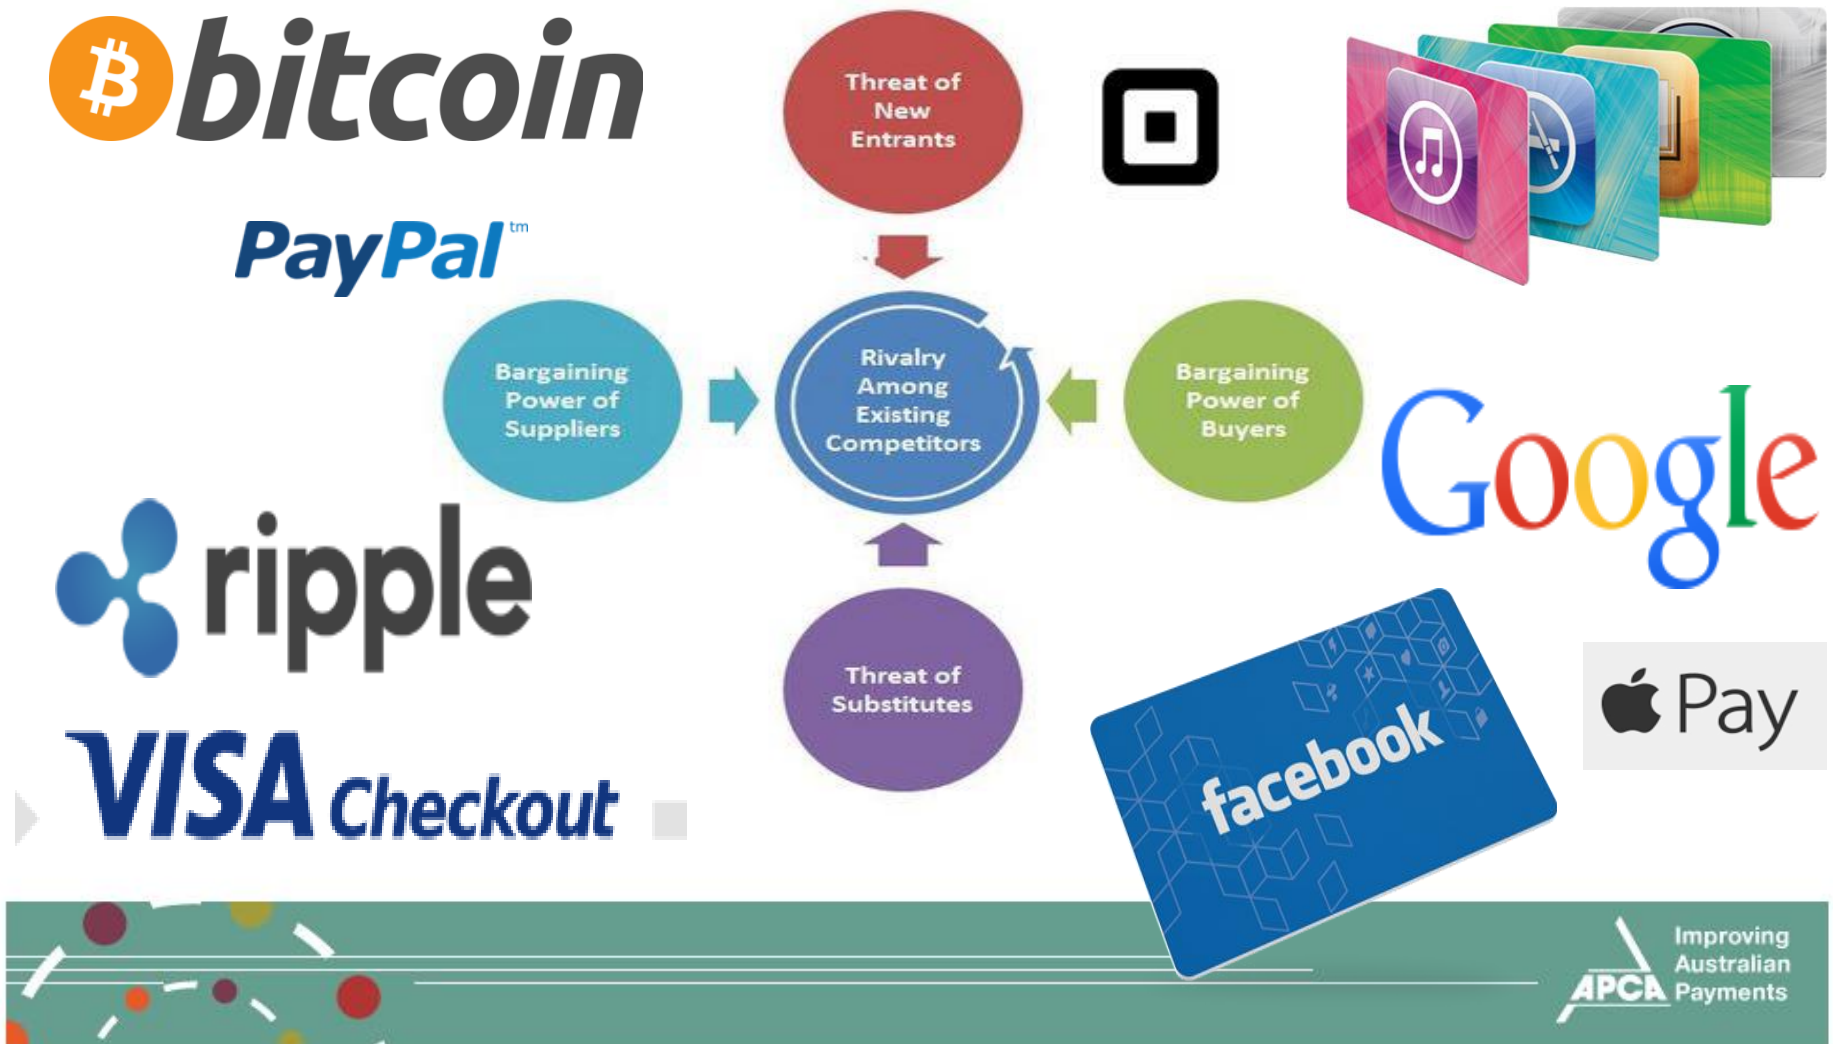 bitcoin
Threat of
New
Entrants
PayPal™
Bargaining
Power of
Suppliers
Rivalry
Among
Existing
Competitors
Bargaining
Power of
Buyers
Google
ripple
Threat of
Substitutes
facebook
Pay
VISA Checkout
APCA
Improving
Australian
Payments